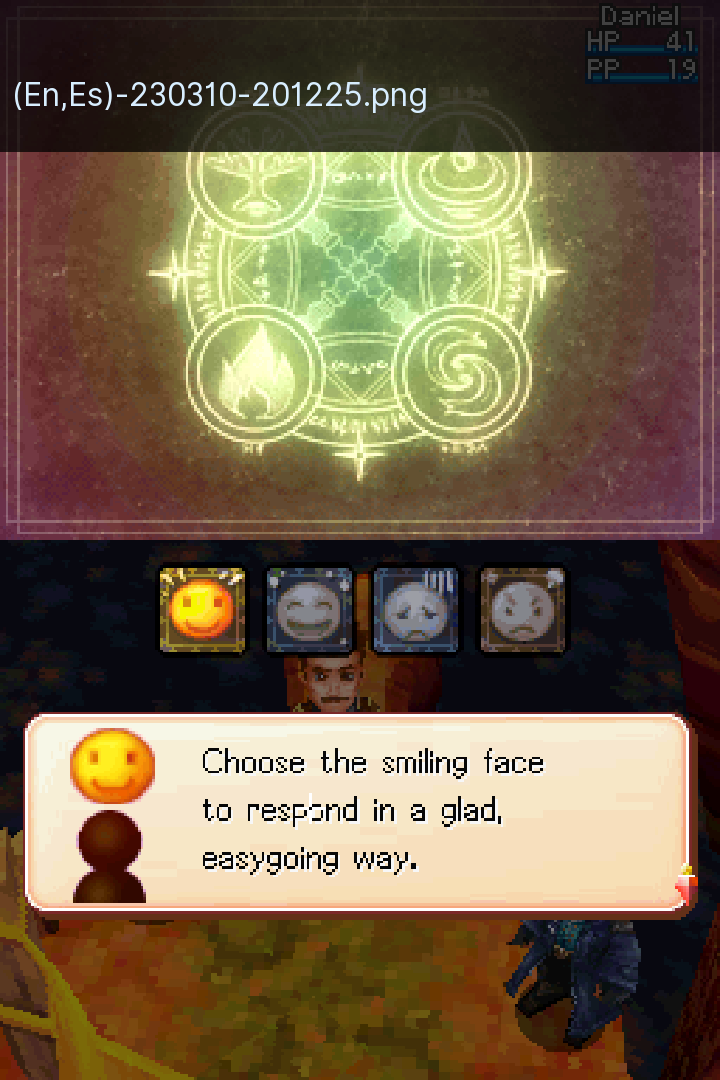 Daniel
HP 41
PP 19
(En,Es)-230310-201225.png
Choose the smiling face
to respond in a glad,
easygoing way.